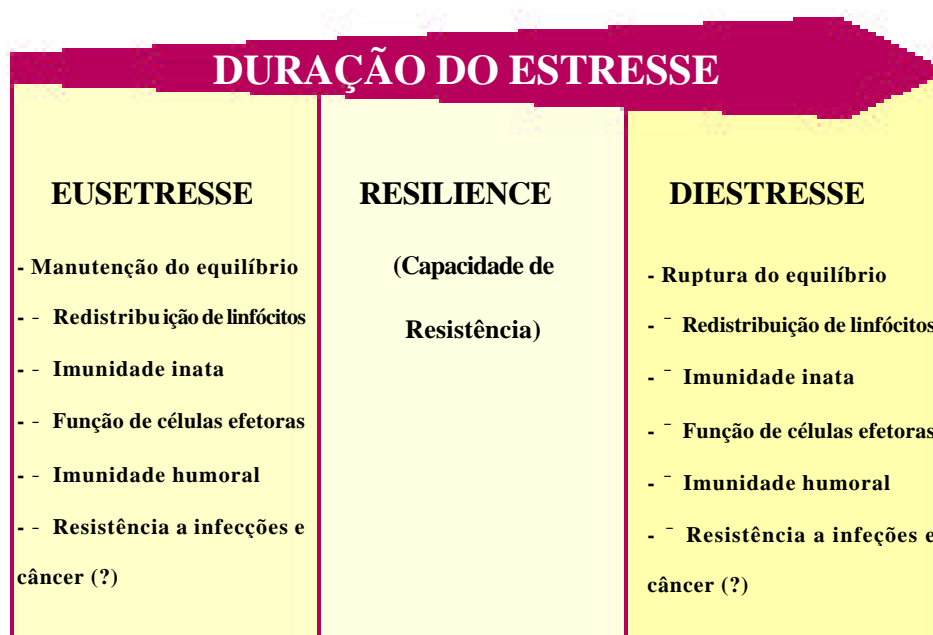 DURAÇÃO DO ESTRESSE
EUSETRESSE
- Manutenção do equilíbrio
- - Redistribuição de linfócitos
- - Imunidade inata
- - Função de células efetoras
- - Imunidade humoral
- - Resistência a infecções e
câncer (?)
RESILIENCE
(Capacidade de
Resistência)
DIESTRESSE
- Ruptura do equilíbrio
- ¯ Redistribuição de linfócitos
- ¯ Imunidade inata
- ¯ Função de células efetoras
- ¯ Imunidade humoral
- ¯ Resistência a infeções e
câncer (?)